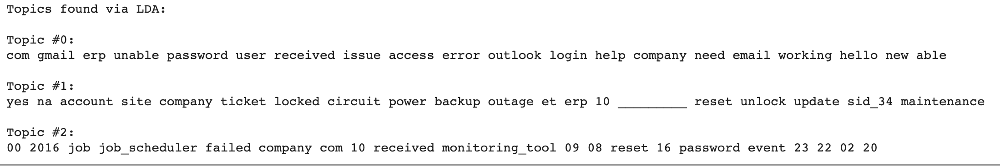 Topics found via LDA:
Topic #0:
com gmail erp unable password user received issue access error outlook login help company need email working hello new able
Topic #1:
yes na account site company ticket locked circuit power backup outage et erp 10 _________ reset unlock update sid_34 maintenance
Topic #2:
00 2016 job job_scheduler failed company com 10 received monitoring_tool 09 08 reset 16 password event 23 22 02 20